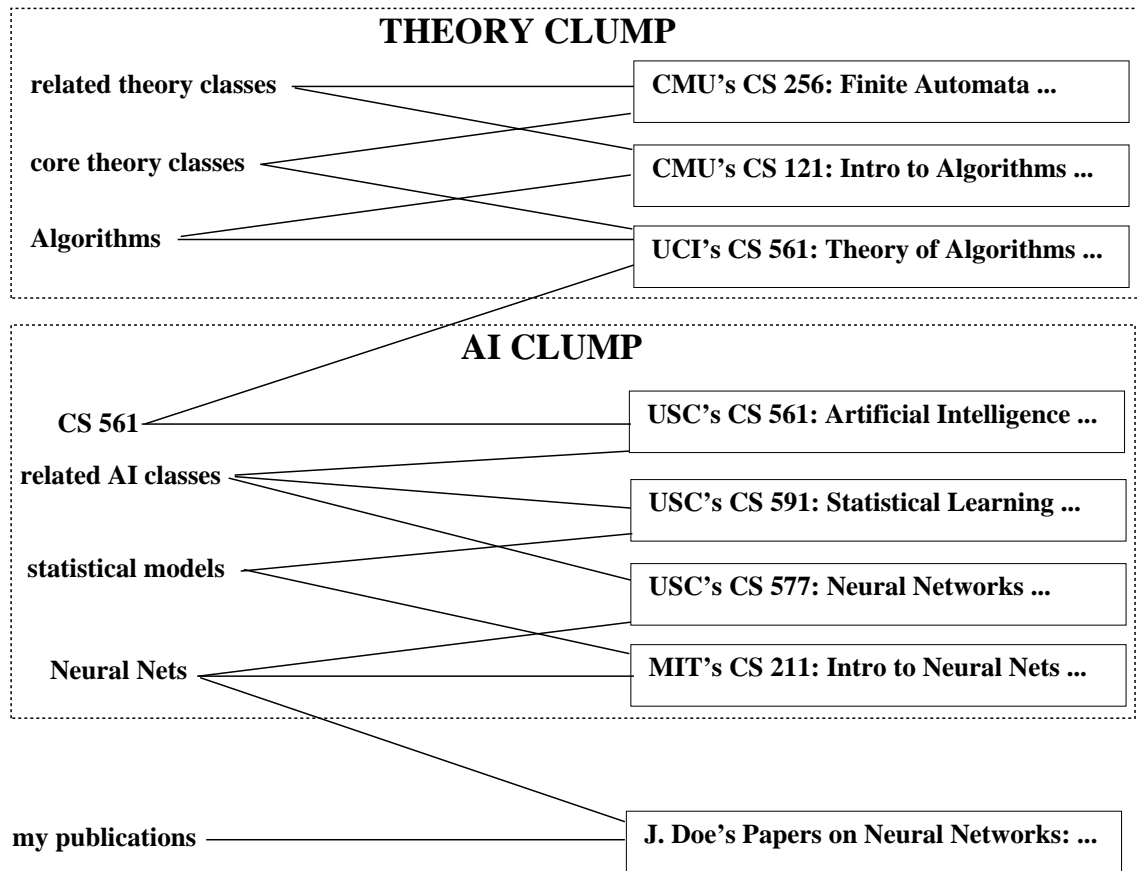 THEORY CLUMP
related theory classes
CMU's CS 256: Finite Automata ...
core theory classes
CMU's CS 121: Intro to Algorithms ...
Algorithms
UCI's CS 561: Theory of Algorithms ...
AI CLUMP
CS 561
USC's CS 561: Artificial Intelligence ...
related AI classes
USC's CS 591: Statistical Learning ...
statistical models
USC's CS 577: Neural Networks ...
Neural Nets
MIT's CS 211: Intro to Neural Nets ...
my publications
J. Doe's Papers on Neural Networks: ...